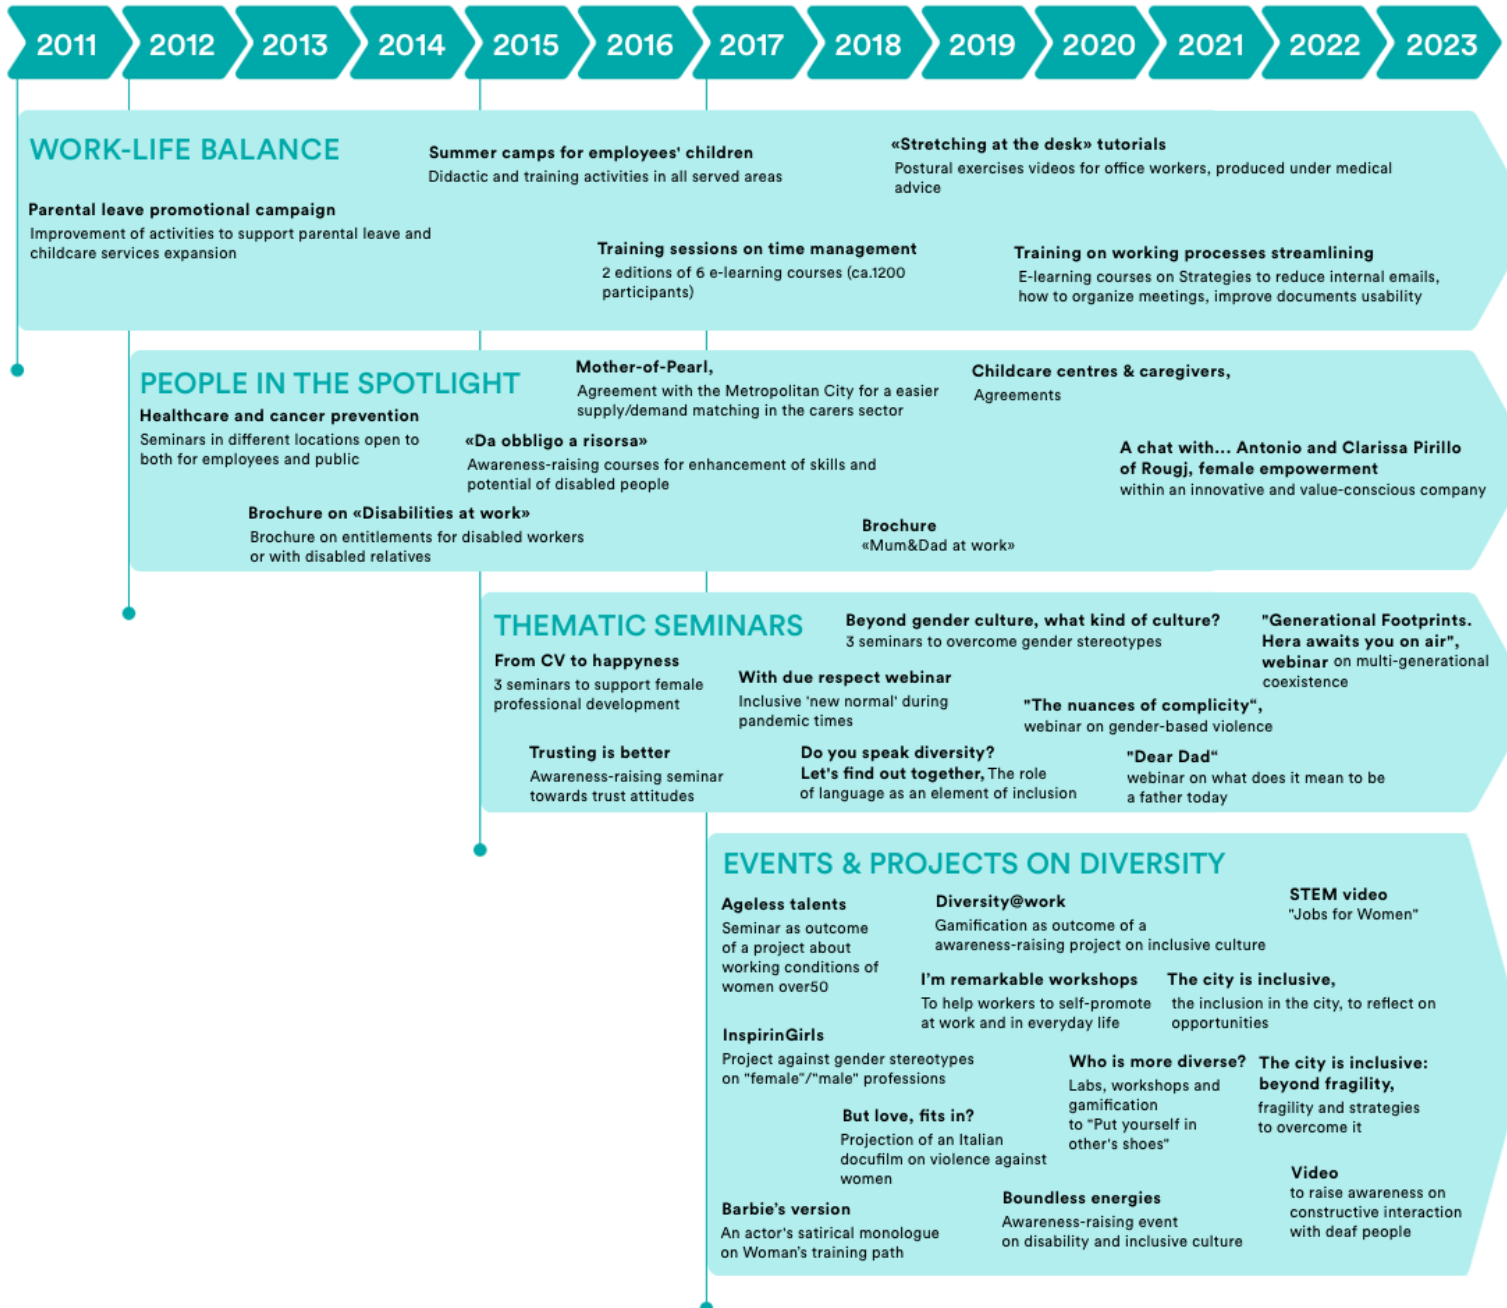 2011 2012 2013 2014 2015 2016 2017 2018 2019 2020 2021 2022 2023
WORK-LIFE BALANCE
Parental leave promotional campaign
Improvement of activities to support parental leave and
childcare services expansion
Summer camps for employees' children
Didactic and training activities in all served areas
Training sessions on time management
2 editions of 6 e-learning courses (ca.1200
participants)
«Stretching at the desk» tutorials
Postural exercises videos for office workers, produced under medical
advice
Training on working processes streamlining
E-learning courses on Strategies to reduce internal emails,
how to organize meetings, improve documents usability
PEOPLE IN THE SPOTLIGHT
Healthcare and cancer prevention
Seminars in different locations open to
both for employees and public
Brochure on «Disabilities at work»
Brochure on entitlements for disabled workers
or with disabled relatives
Mother-of-Pearl,
Agreement with the Metropolitan City for a easier
supply/demand matching in the carers sector
«Da obbligo a risorsa»
Awareness-raising courses for enhancement of skills and
potential of disabled people
Brochure
«Mum&Dad at work»
Childcare centres & caregivers,
Agreements
A chat with... Antonio and Clarissa Pirillo
of Rougj, female empowerment
within an innovative and value-conscious company
THEMATIC SEMINARS
From CV to happyness
3 seminars to support female
professional development
Trusting is better
Awareness-raising seminar
towards trust attitudes
Beyond gender culture, what kind of culture?
3 seminars to overcome gender stereotypes
With due respect webinar
Inclusive 'new normal' during
pandemic times
Do you speak diversity?
Let's find out together, The role
of language as an element of inclusion
"The nuances of complicity“,
webinar on gender-based violence
"Dear Dad“
webinar on what does it mean to be
a father today
"Generational Footprints.
Hera awaits you on air",
webinar on multi-generational
coexistence
EVENTS & PROJECTS ON DIVERSITY
Ageless talents
Seminar as outcome
of a project about
working conditions of
women over50
InspirinGirls
Project against gender stereotypes
on "female"/"male" professions
But love, fits in?
Projection of an Italian
docufilm on violence against
women
Barbie's version
An actor's satirical monologue
on Woman's training path
Diversity@work
Gamification as outcome of a
awareness-raising project on inclusive culture
I'm remarkable workshops
To help workers to self-promote
at work and in everyday life
Who is more diverse?
Labs, workshops and
gamification
to "Put yourself in
other's shoes"
Boundless energies
Awareness-raising event
on disability and inclusive culture
STEM video
"Jobs for Women"
The city is inclusive,
the inclusion in the city, to reflect on
opportunities
The city is inclusive:
beyond fragility,
fragility and strategies
to overcome it
Video
to raise awareness on
constructive interaction
with deaf people